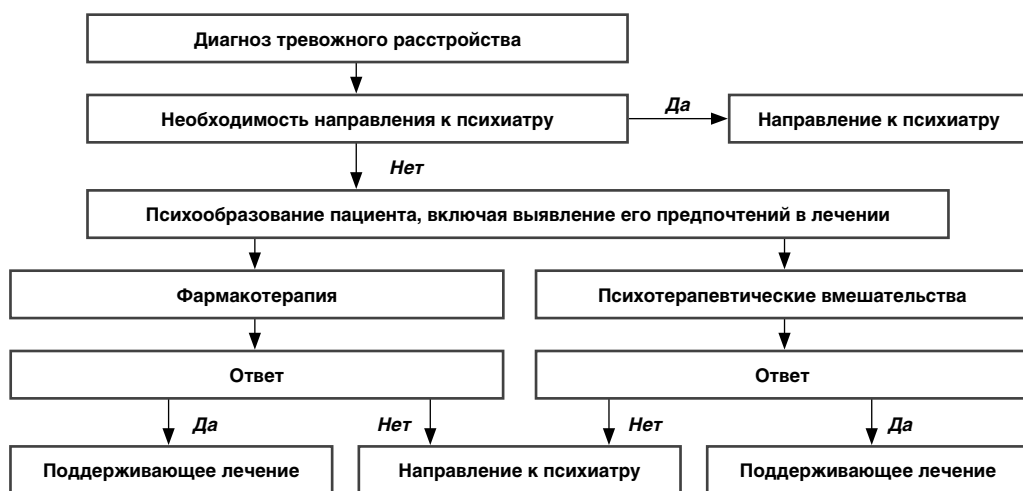 Диагноз тревожного расстройства
Необходимость направления к психиатру
Да
Направление к психиатру
Нет
Психообразование пациента, включая выявление его предпочтений в лечении
Фармакотерапия
Психотерапевтические вмешательства
Ответ
Ответ
Да
Нет
Нет
Да
Поддерживающее лечение
Направление к психиатру
Поддерживающее лечение